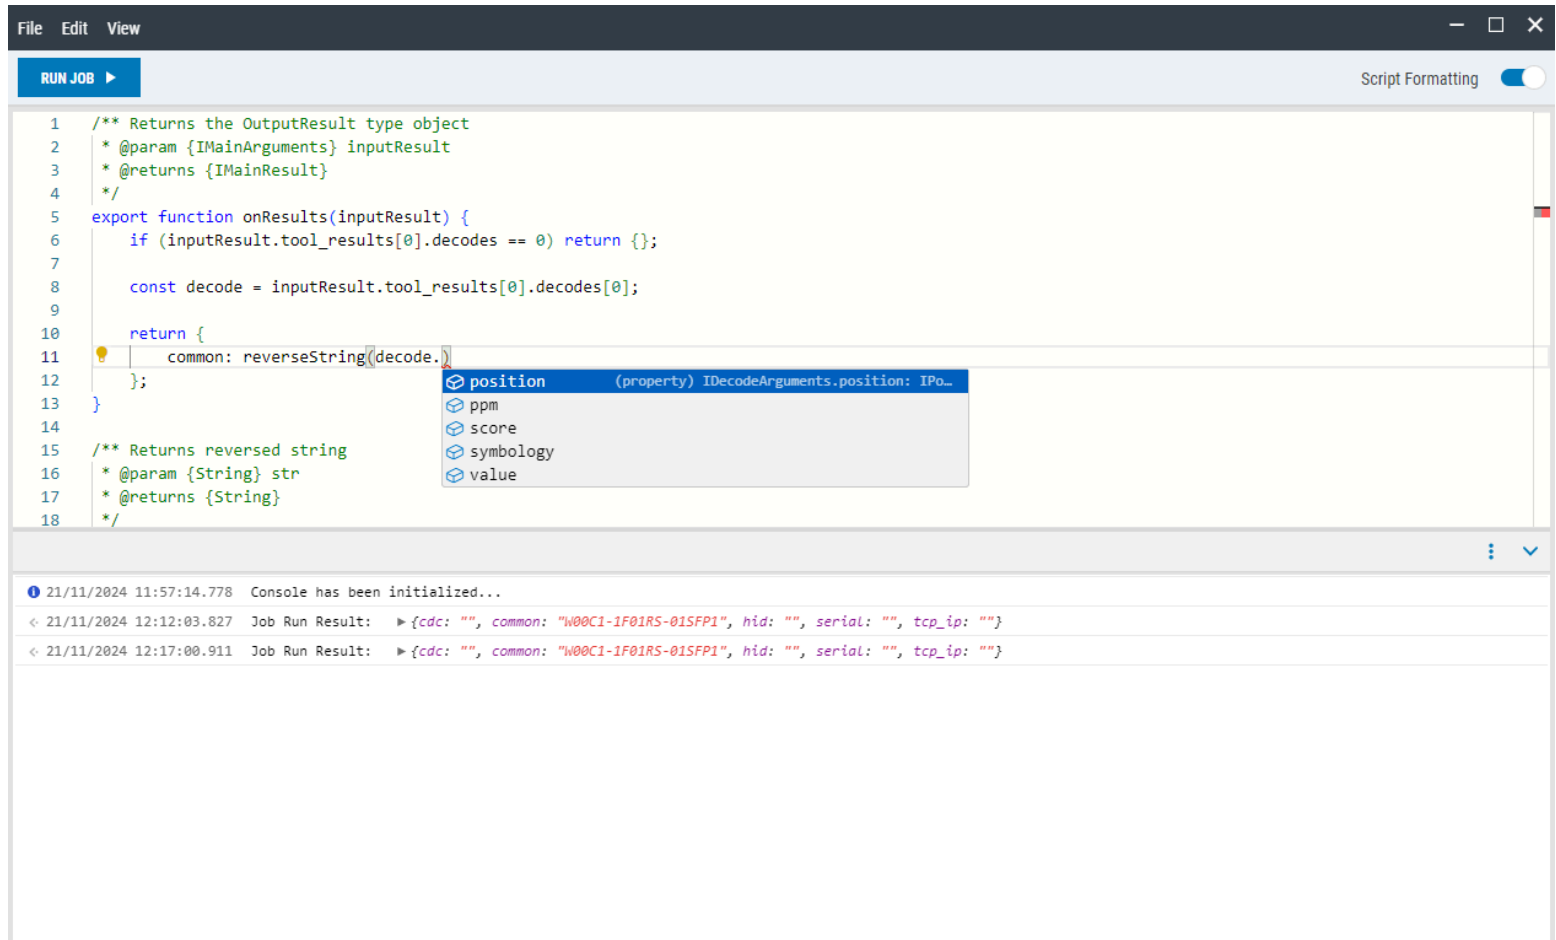 File Edit View
RUN JOB
Script Formatting
1 /** Returns the OutputResult type object
2 * @param {IMainArguments} inputResult
3 * @returns {IMainResult}
4 */
5 export function onResults(inputResult) {
6 if (inputResult.tool_results[0].decodes == 0) return {};
7
8 const decode = inputResult.tool_results[0].decodes[0];
9
10 return {
11 common: reverseString(decode.)
12 };
position (property) IDecodeArguments.position: IPo…
13 }
ppm
14
score
15 /** Returns reversed string
symbology
16 * @param {String} str
value
17 * @returns {String}
18 */
21/11/2024 11:57:14.778 Console has been initialized...
21/11/2024 12:12:03.827 Job Run Result: ▶{cdc: "", common: "W00C1-1F01RS-01SFP1", hid: "", serial: "", tcp_ip: ""}
21/11/2024 12:17:00.911 Job Run Result: ▶{cdc: "", common: "W00C1-1F01RS-01SFP1", hid: "", serial: "", tcp_ip: ""}